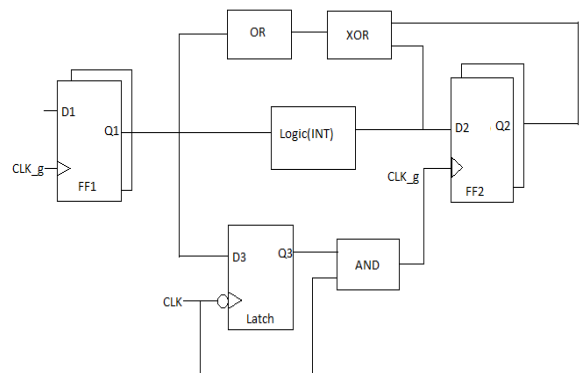 OR
XOR
D1
Q1
CLK_g
FF1
Logic(INT)
D2
Q2
CLK_g
FF2
D3
Q3
AND
CLK
Latch